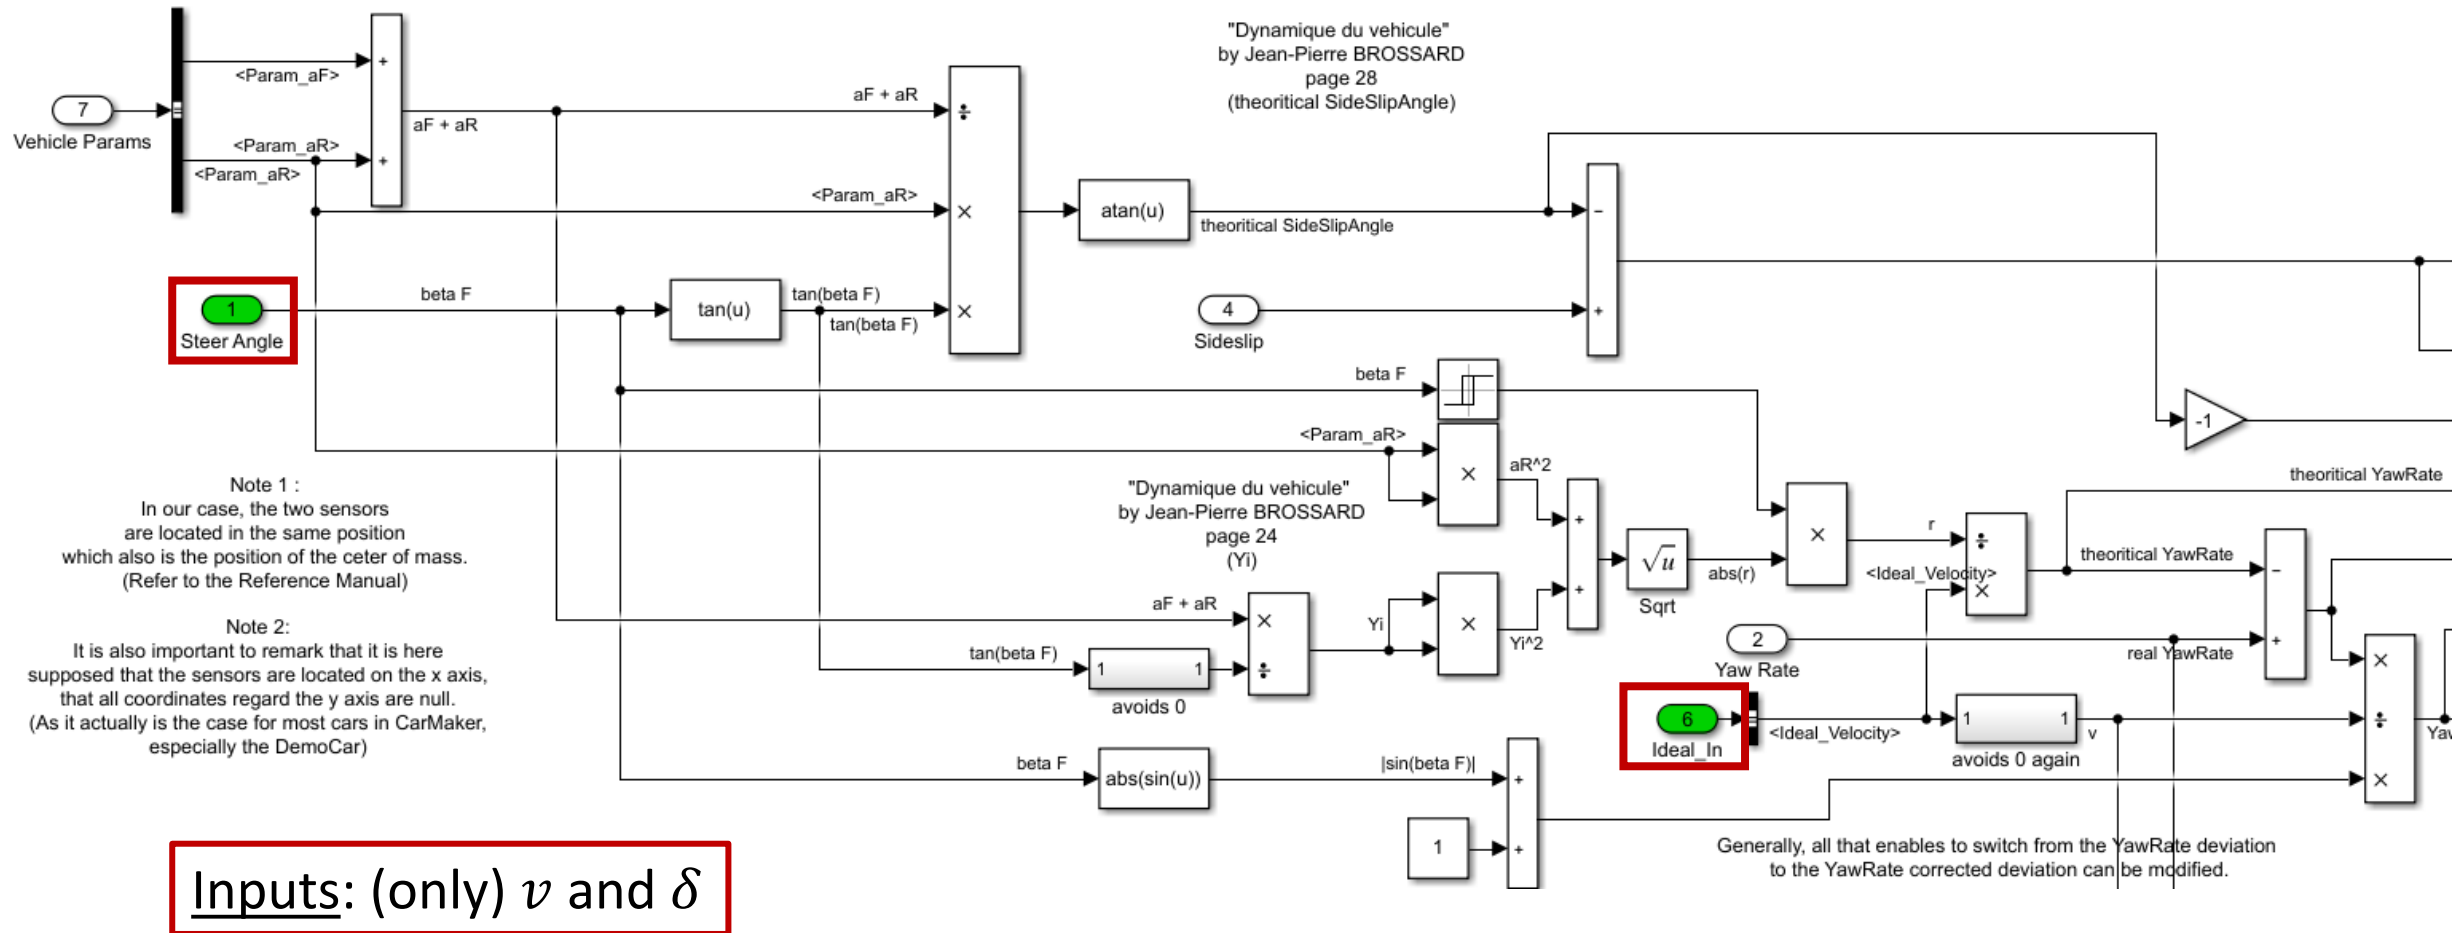 "Dynamique du vehicule"
by Jean-Pierre BROSSARD
page 28
(theoritical SideSlipAngle)
+
<Param_aF>
7
Vehicle Params
aF + aR
aF + aR
÷
<Param_aR>
+
<Param_aR>
<Param_aR>
×
atan(u)
theoritical SideSlipAngle
−
1
Steer Angle
beta F
tan(u)
tan(beta F)
tan(beta F)
×
4
Sideslip
+
beta F
-1
<Param_aR>
×
aR^2
theoritical YawRate
Note 1 :
In our case, the two sensors
are located in the same position
which also is the position of the ceter of mass.
(Refer to the Reference Manual)
"Dynamique du vehicule"
by Jean-Pierre BROSSARD
page 24
(Yi)
+
+
√u
Sqrt
abs(r)
×
r
÷
<Ideal_Velocity>
×
theoritical YawRate
−
+
Note 2:
It is also important to remark that it is here
supposed that the sensors are located on the x axis,
that all coordinates regard the y axis are null.
(As it actually is the case for most cars in CarMaker,
especially the DemoCar)
aF + aR
×
÷
tan(beta F)
1 1
avoids 0
Yi
×
Yi^2
2
Yaw Rate
real YawRate
×
÷
×
6
Ideal_In
<Ideal_Velocity>
1 1
avoids 0 again
v
Yaw
beta F
abs(sin(u))
|sin(beta F)|
+
1
+
Generally, all that enables to switch from the YawRate deviation
to the YawRate corrected deviation can be modified.
Inputs: (only) v and δ